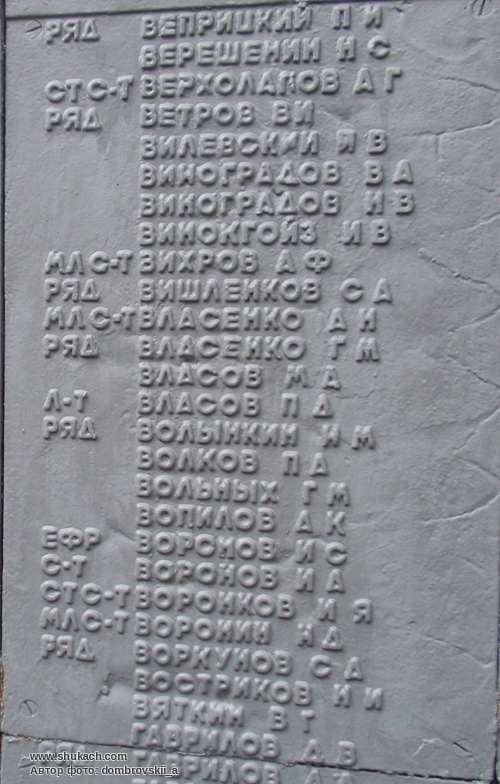 РЯД ВЕПРИЦКИЙ П И
ВЕРЕШЕНИН Н С
СТ С-Т ВЕРХОЛАПОВ А Г
РЯД ВЕТРОВ В И
ВИЛЕВСКИЙ И В
ВИНОГРАДОВ В А
ВИНОГРАДОВ Н В
ВИНОКГОЙЗ И В
МЛ С-Т ВИХРОВ А Ф
РЯД ВИШЛЕНКОВ С А
МЛ С-Т ВЛАСЕНКО А Н
РЯД ВЛАСЕНКО Г М
ВЛАСОВ М А
Л-Т ВЛАСОВ П Д
РЯД ВОЛЫНКИН И М
ВОЛКОВ П А
ВОЛЬНЫХ Г М
ВОПИЛОВ А К
ЕФР ВОРОНОВ И С
С-Т ВОРОНОВ И А
СТ С-Т ВОРОНКОВ И Я
МЛ С-Т ВОРОНИН Н Д
РЯД ВОРКУНОВ С А
ВОСТРИКОВ Н И
ВЯТКИН В Г
ГАВРИЛОВ А В
ГАВРИЛОВ
www.shukach.com
Автор фото: dombrovskii_a